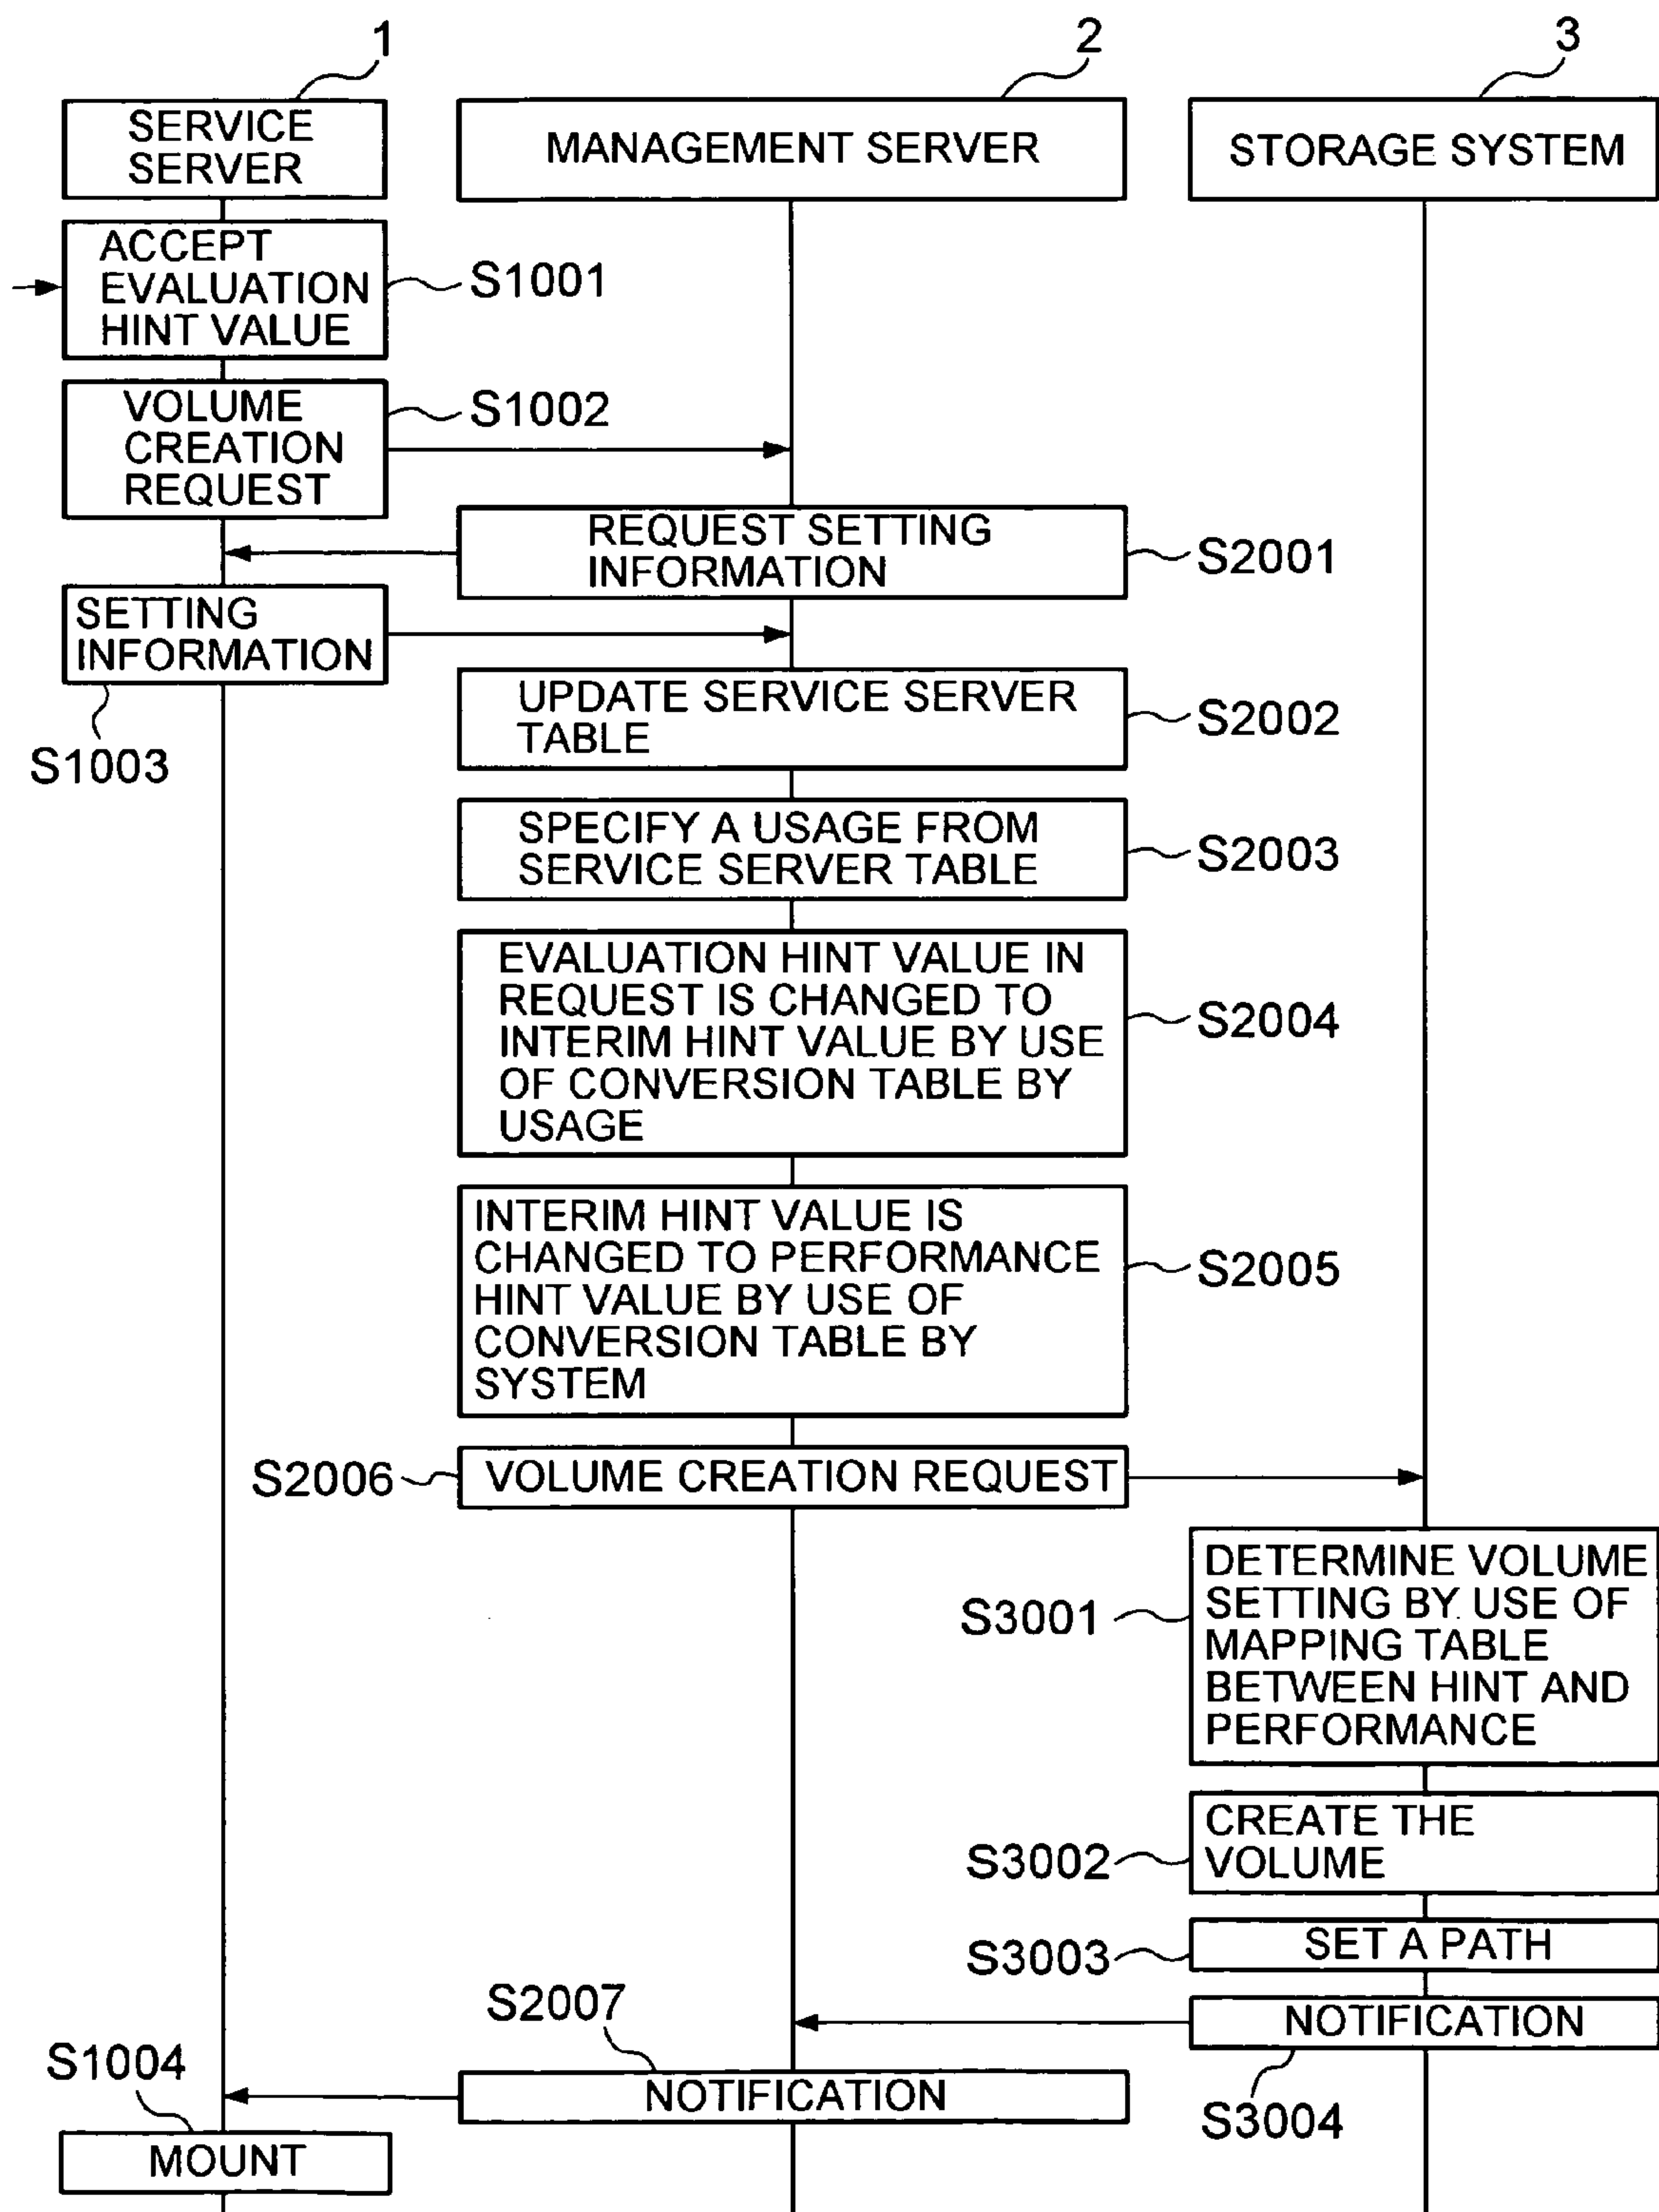 1
2
3
SERVICE
SERVER
MANAGEMENT SERVER
STORAGE SYSTEM
ACCEPT
EVALUATION
HINT VALUE
S1001
VOLUME
CREATION
REQUEST
S1002
REQUEST SETTING
INFORMATION
S2001
SETTING
INFORMATION
S1003
UPDATE SERVICE SERVER
TABLE
S2002
SPECIFY A USAGE FROM
SERVICE SERVER TABLE
S2003
EVALUATION HINT VALUE IN
REQUEST IS CHANGED TO
INTERIM HINT VALUE BY USE
OF CONVERSION TABLE BY
USAGE
S2004
INTERIM HINT VALUE IS
CHANGED TO PERFORMANCE
HINT VALUE BY USE OF
CONVERSION TABLE BY
SYSTEM
S2005
S2006
VOLUME CREATION REQUEST
S3001
DETERMINE VOLUME
SETTING BY USE OF
MAPPING TABLE
BETWEEN HINT AND
PERFORMANCE
S3002
CREATE THE
VOLUME
S3003
SET A PATH
NOTIFICATION
S3004
S2007
NOTIFICATION
S1004
MOUNT